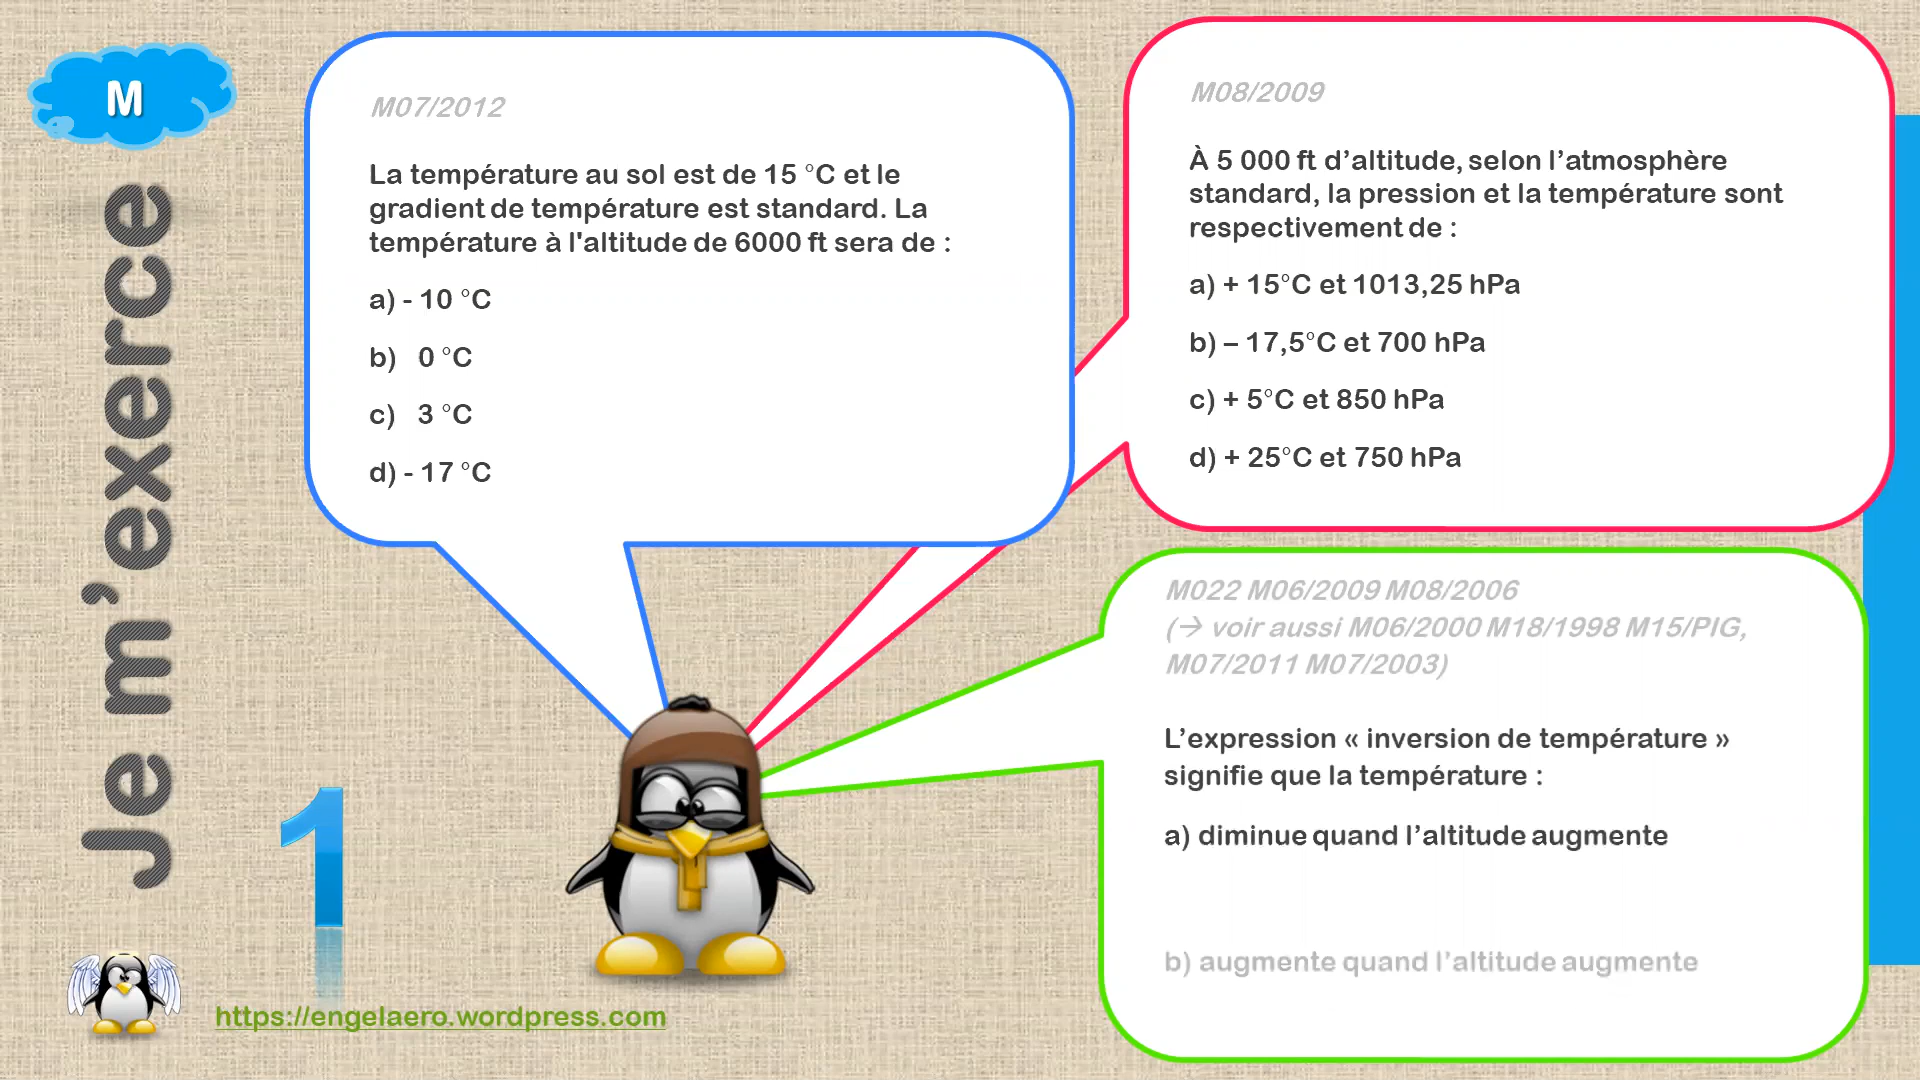 M
Je m’exerce
1
M07/2012
La température au sol est de 15 °C et le
gradient de température est standard. La
température à l'altitude de 6000 ft sera de :
a) - 10 °C
b) 0 °C
c) 3 °C
d) - 17 °C
M08/2009
À 5 000 ft d’altitude, selon l’atmosphère
standard, la pression et la température sont
respectivement de :
a) + 15°C et 1013,25 hPa
b) – 17,5°C et 700 hPa
c) + 5°C et 850 hPa
d) + 25°C et 750 hPa
M022 M06/2009 M08/2006
(→ voir aussi M06/2000 M18/1998 M15/PIG,
M07/2011 M07/2003)
L’expression « inversion de température »
signifie que la température :
a) diminue quand l’altitude augmente
b) augmente quand l’altitude augmente
https://engelaero.wordpress.com